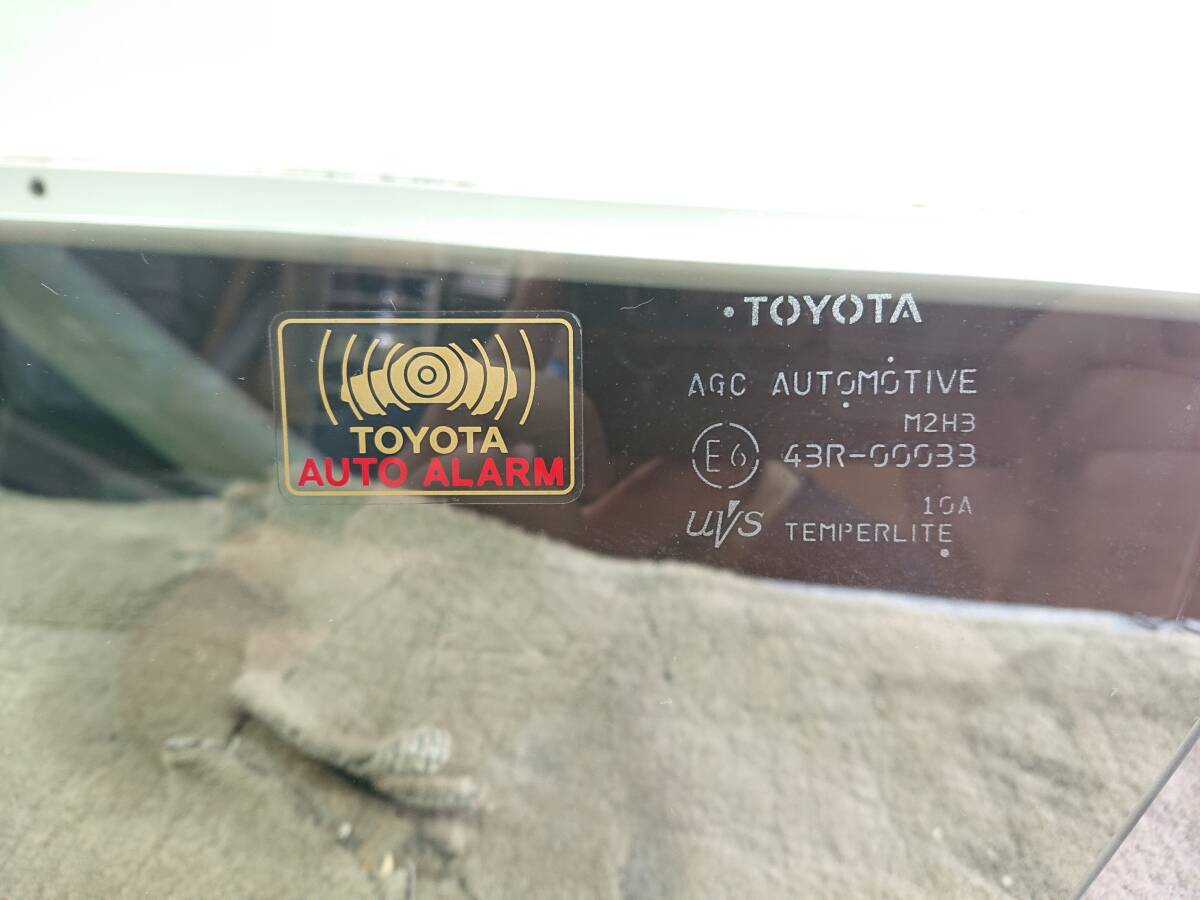 TOYOTA
AUTO ALARM
TOYOTA
AGC AUTOMOTIVE
M2H3
E6 43R-00033
10A
UVS TEMPERLITE